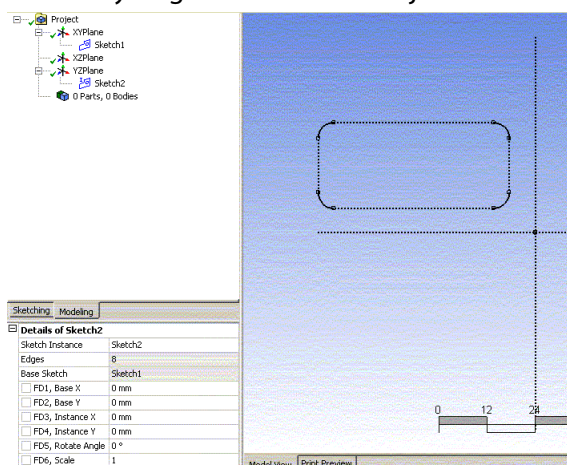 Project
XYPlane
Sketch1
XZPlane
YZPlane
Sketch2
0 Parts, 0 Bodies
Sketching Modeling
Details of Sketch2
Sketch Instance Sketch2
Edges 8
Base Sketch Sketch1
FD1, Base X 0 mm
FD2, Base Y 0 mm
FD3, Instance X 0 mm
FD4, Instance Y 0 mm
FD5, Rotate Angle 0 °
FD6, Scale 1
0 12 24
Model View Print Preview